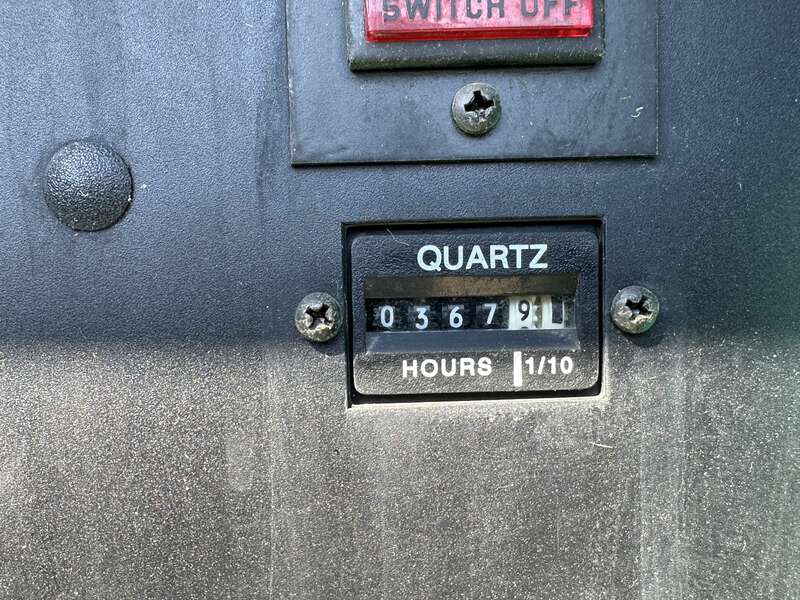 SWITCH OFF
QUARTZ
03679
HOURS 1/10